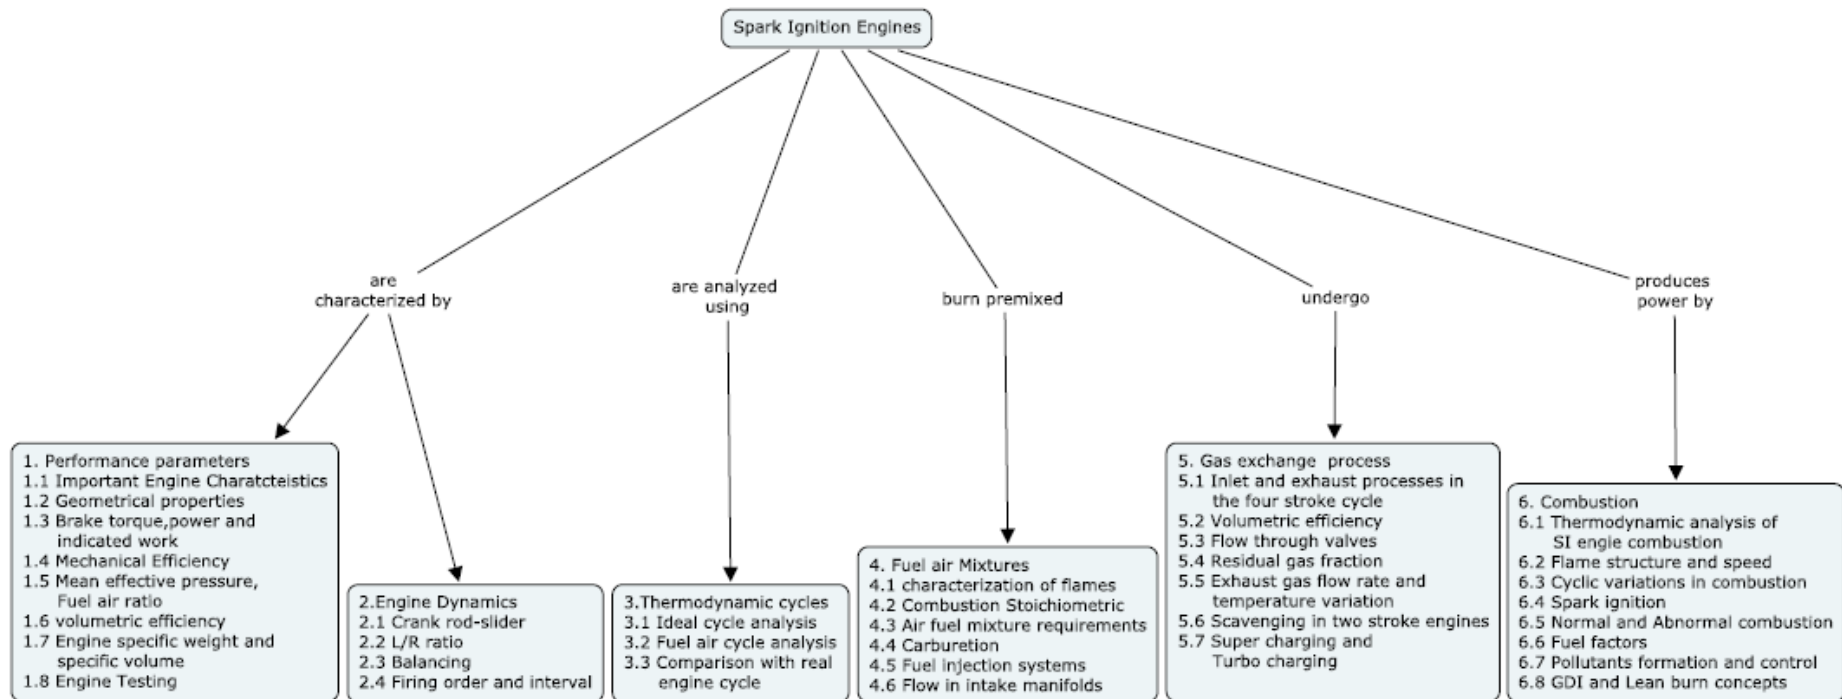 Spark Ignition Engines
are
characterized by
are analyzed
using
burn premixed
undergo
produces
power by
1. Performance parameters
1.1 Important Engine Charatcteistics
1.2 Geometrical properties
1.3 Brake torque,power and
indicated work
1.4 Mechanical Efficiency
1.5 Mean effective pressure,
Fuel air ratio
1.6 volumetric efficiency
1.7 Engine specific weight and
specific volume
1.8 Engine Testing
2.Engine Dynamics
2.1 Crank rod-slider
2.2 L/R ratio
2.3 Balancing
2.4 Firing order and interval
3.Thermodynamic cycles
3.1 Ideal cycle analysis
3.2 Fuel air cycle analysis
3.3 Comparison with real
engine cycle
4. Fuel air Mixtures
4.1 characterization of flames
4.2 Combustion Stoichiometric
4.3 Air fuel mixture requirements
4.4 Carburetion
4.5 Fuel injection systems
4.6 Flow in intake manifolds
5. Gas exchange process
5.1 Inlet and exhaust processes in
the four stroke cycle
5.2 Volumetric efficiency
5.3 Flow through valves
5.4 Residual gas fraction
5.5 Exhaust gas flow rate and
temperature variation
5.6 Scavenging in two stroke engines
5.7 Super charging and
Turbo charging
6. Combustion
6.1 Thermodynamic analysis of
SI engie combustion
6.2 Flame structure and speed
6.3 Cyclic variations in combustion
6.4 Spark ignition
6.5 Normal and Abnormal combustion
6.6 Fuel factors
6.7 Pollutants formation and control
6.8 GDI and Lean burn concepts